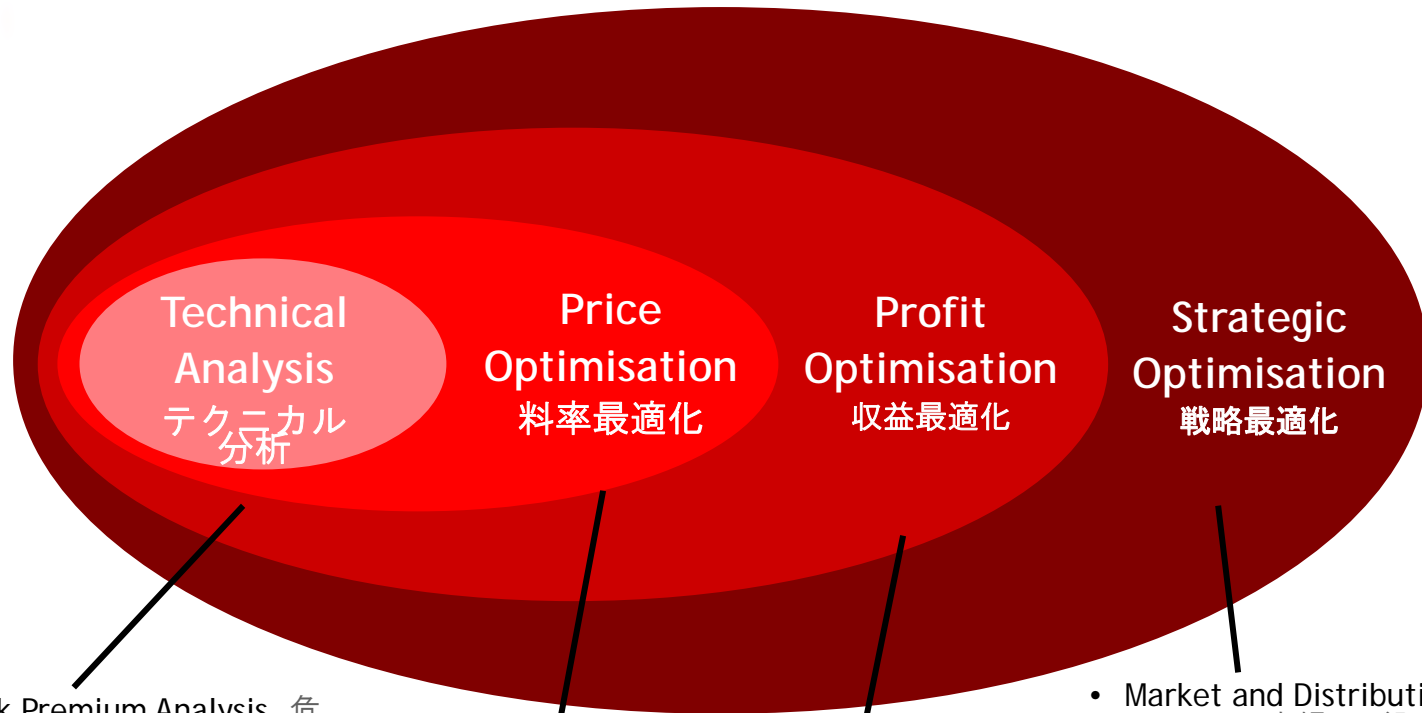 Technical
Analysis
テクニカル
分析
Price
Optimisation
料率最適化
Profit
Optimisation
収益最適化
Strategic
Optimisation
戦略最適化
Premium Analysis 危
• Market and